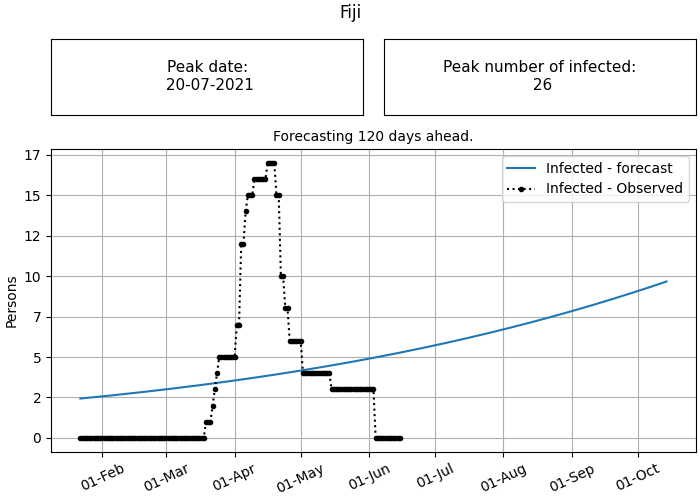 Fiji
Peak date:
20-07-2021
Peak number of infected:
26
Forecasting 120 days ahead.
Infected - forecast
Infected - Observed
Persons
17
15
12
10
7
5
2
0
01-Feb
01-Mar
01-Apr
01-May
01-Jun
01-Jul
01-Aug
01-Sep
01-Oct